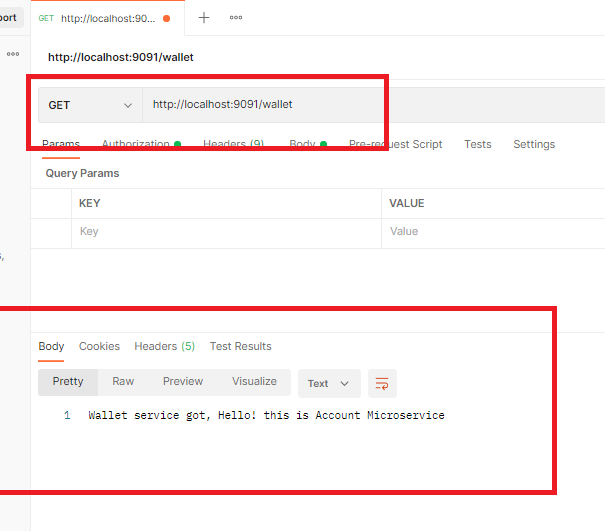 port
GET http://localhost:90...
http://localhost:9091/wallet
GET http://localhost:9091/wallet
Params Authorization Headers (9) Body Pre-request Script Tests Settings
Query Params
KEY VALUE
Key Value
s,
Body Cookies Headers (5) Test Results
Pretty Raw Preview Visualize Text
1 Wallet service got, Hello! this is Account Microservice